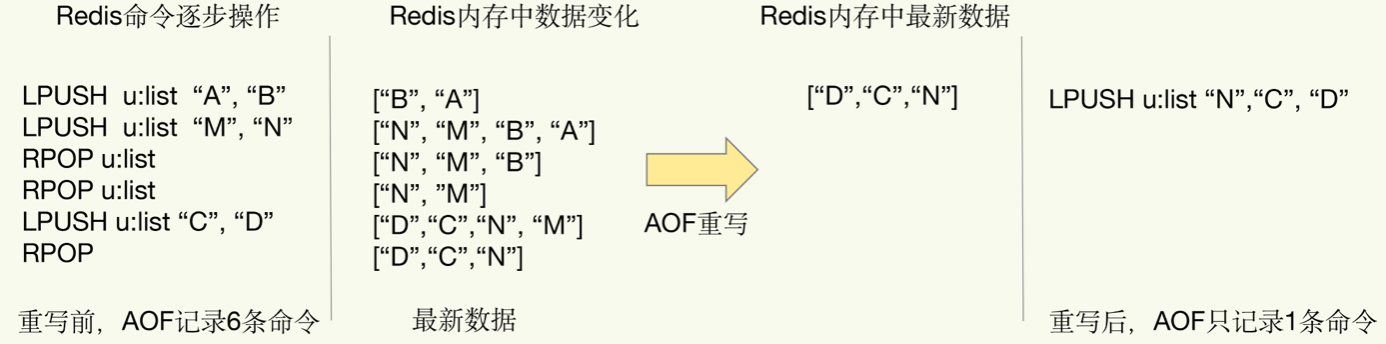 Redis命令逐步操作
LPUSH  u:list  “A”, “B”
LPUSH  u:list  “M”, “N”
RPOP u:list
RPOP u:list
LPUSH u:list “C”, “D”
RPOP
重写前，AOF记录6条命令
Redis内存中数据变化
[“B”, “A”]
[“N”, “M”, “B”, “A”]
[“N”, “M”, “B”]
[“N”, ”M”]
[“D”,“C”,“N”, “M”]
[“D”,“C”,“N”]
最新数据
AOF重写
Redis内存中最新数据
[“D”,“C”,“N”]
LPUSH u:list “N”,“C”, “D”
重写后，AOF只记录1条命令